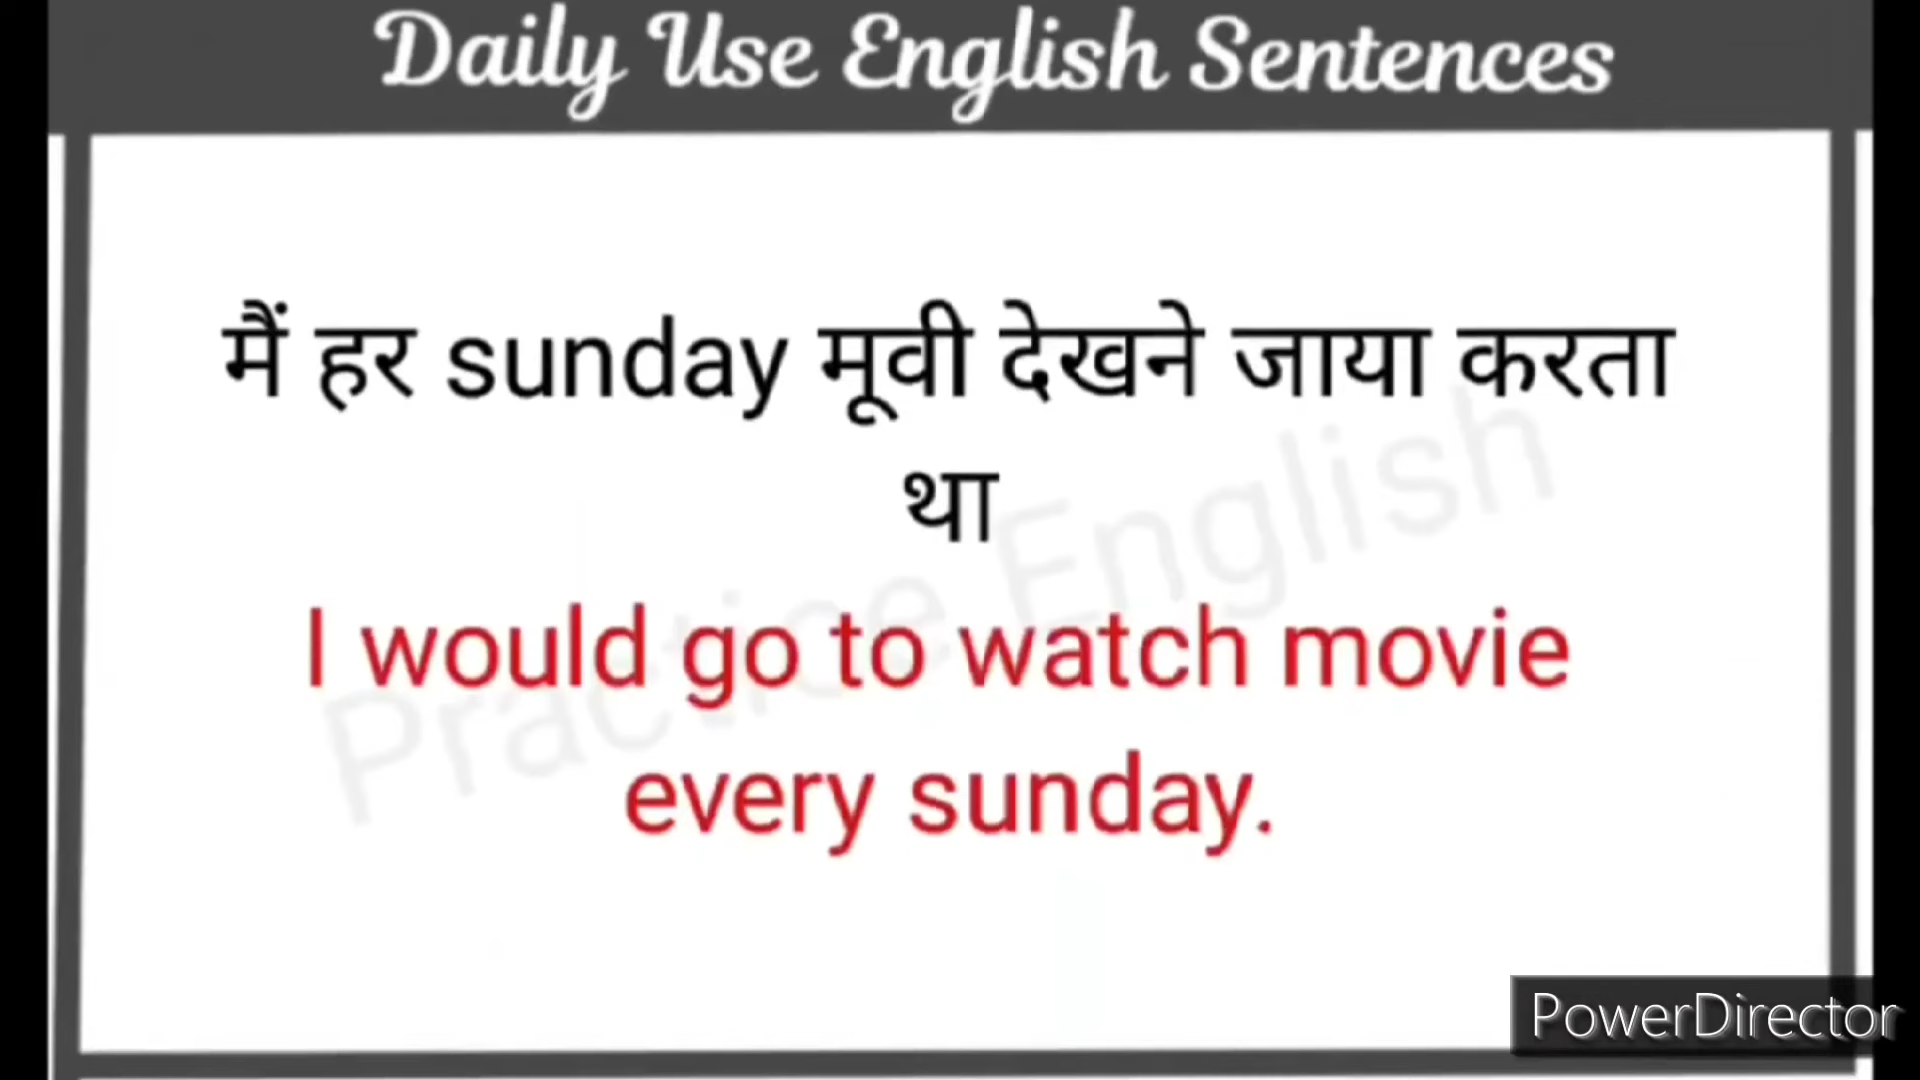 Daily Use English Sentences
मैं हर sunday मूवी देखने जाया करता
था
I would go to watch movie
every sunday.
Practice English
PowerDirector